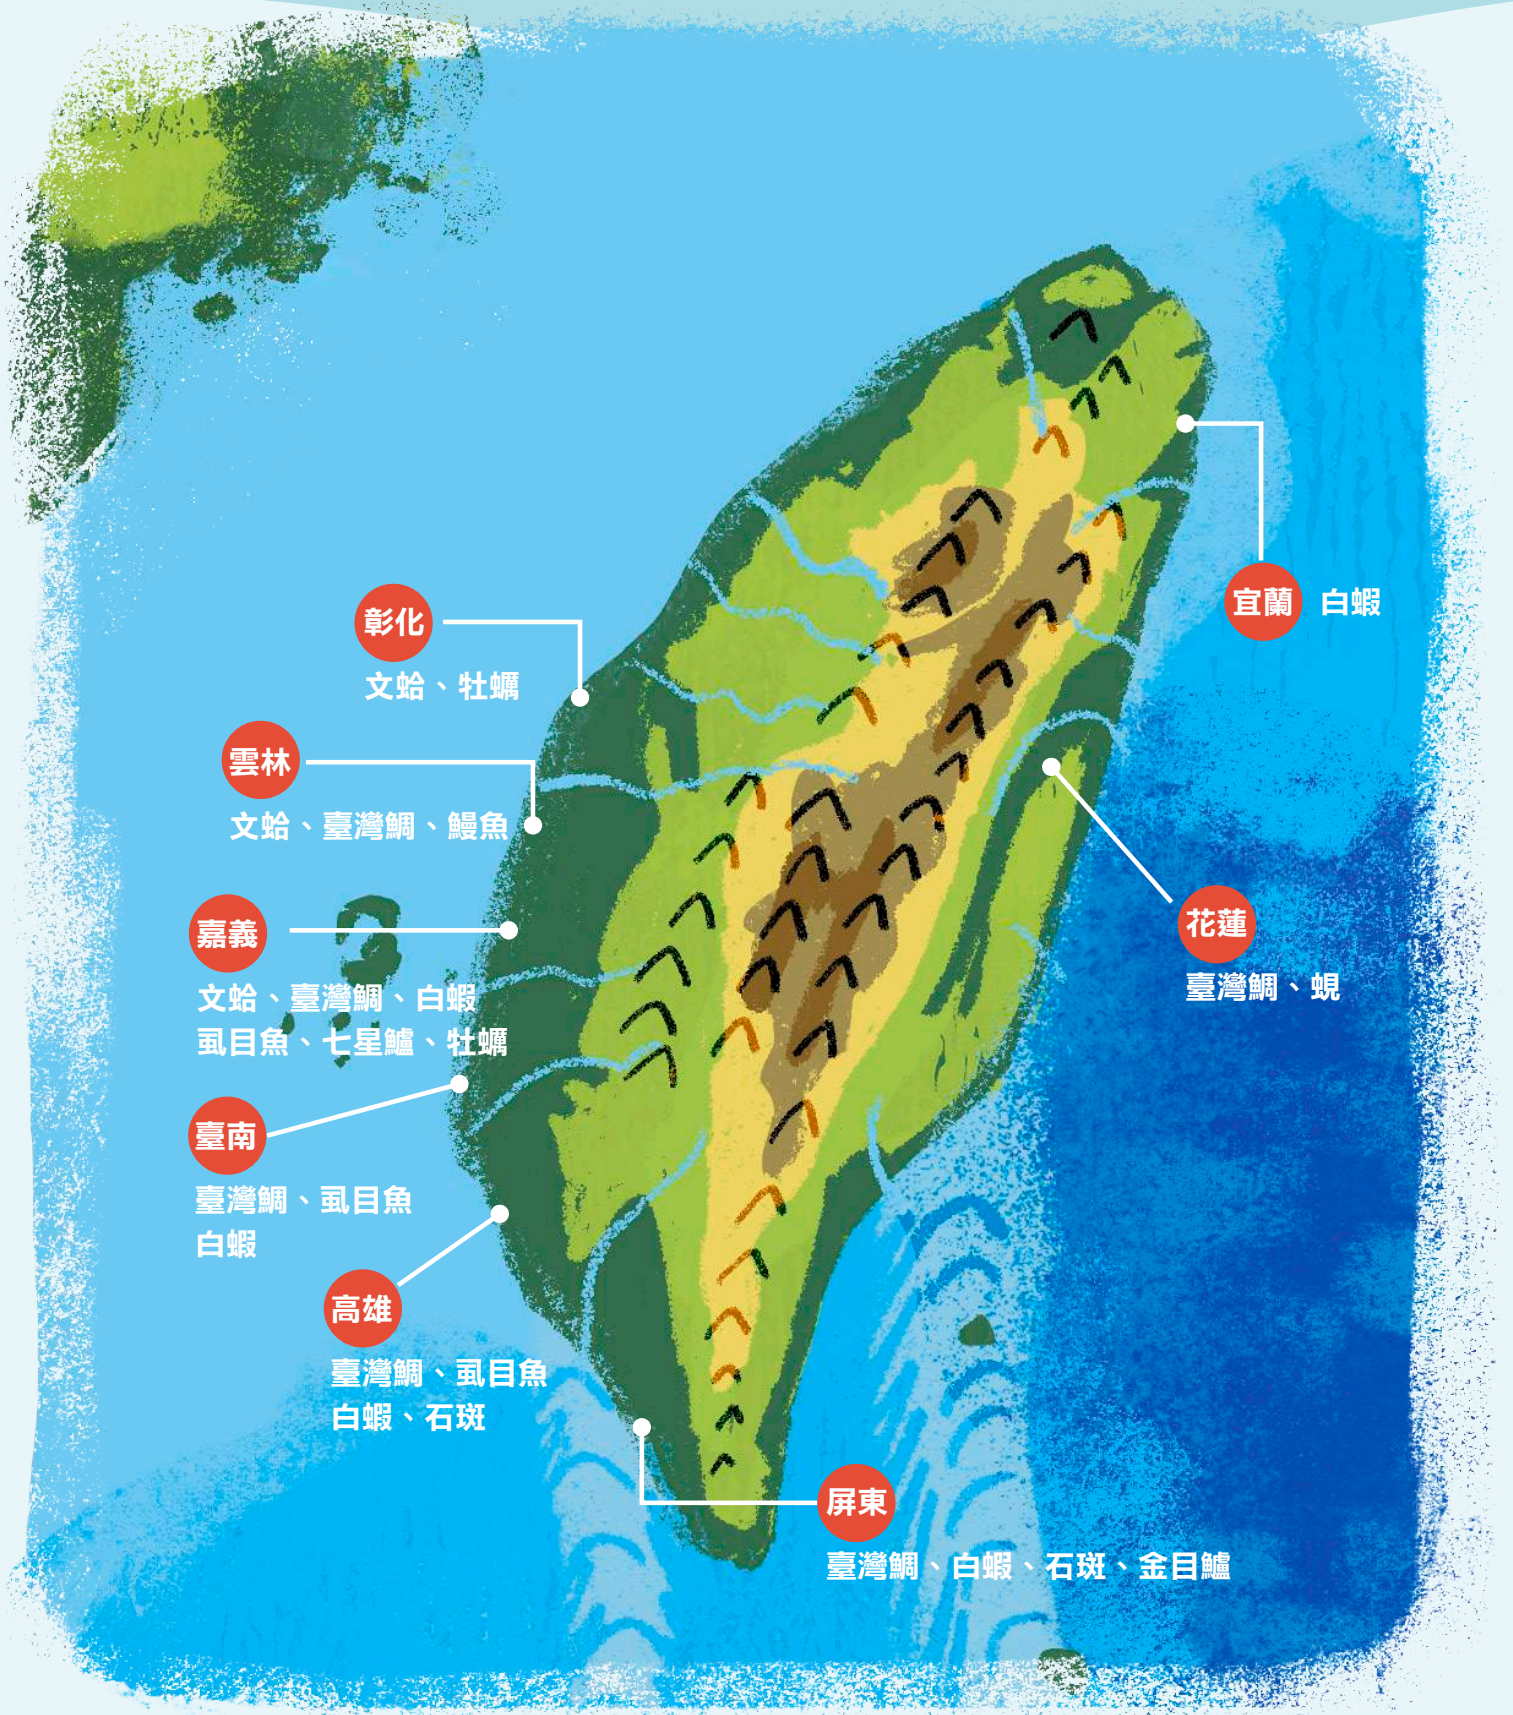 彰化
文蛤、牡蠣
雲林
文蛤、臺灣鯛、鰻魚
嘉義
文蛤、臺灣鯛、白蝦
虱目魚、七星鱸、牡蠣
臺南
臺灣鯛、虱目魚
白蝦
高雄
臺灣鯛、虱目魚
白蝦、石斑
屏東
臺灣鯛、白蝦、石斑、金目鱸
花蓮
臺灣鯛、蜆
宜蘭
白蝦